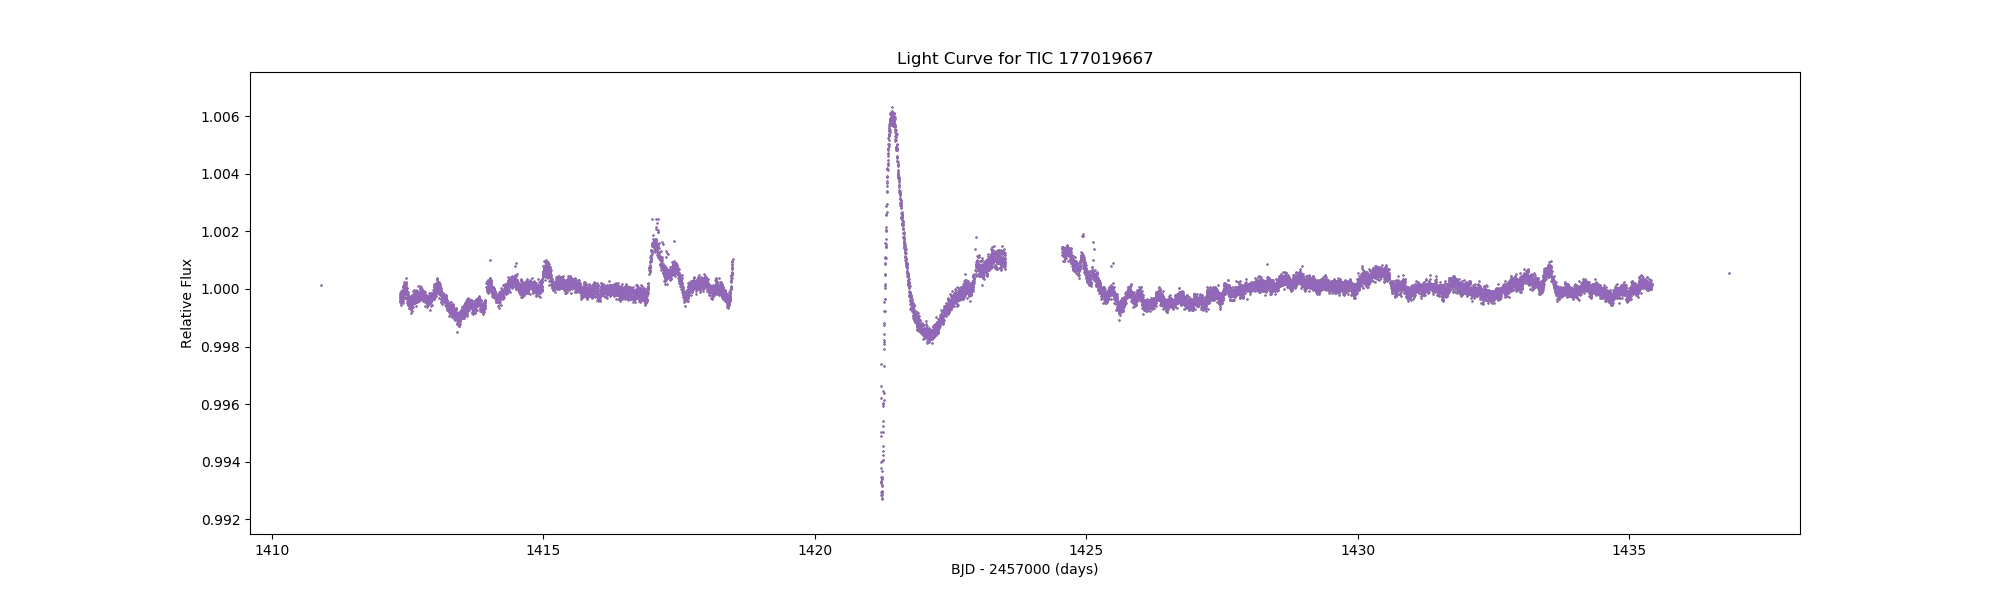 Light Curve for TIC 177019667
Relative Flux
1.006
1.004
1.002
1.000
0.998
0.996
0.994
0.992
1410 1415 1420 1425 1430 1435
BJD - 2457000 (days)